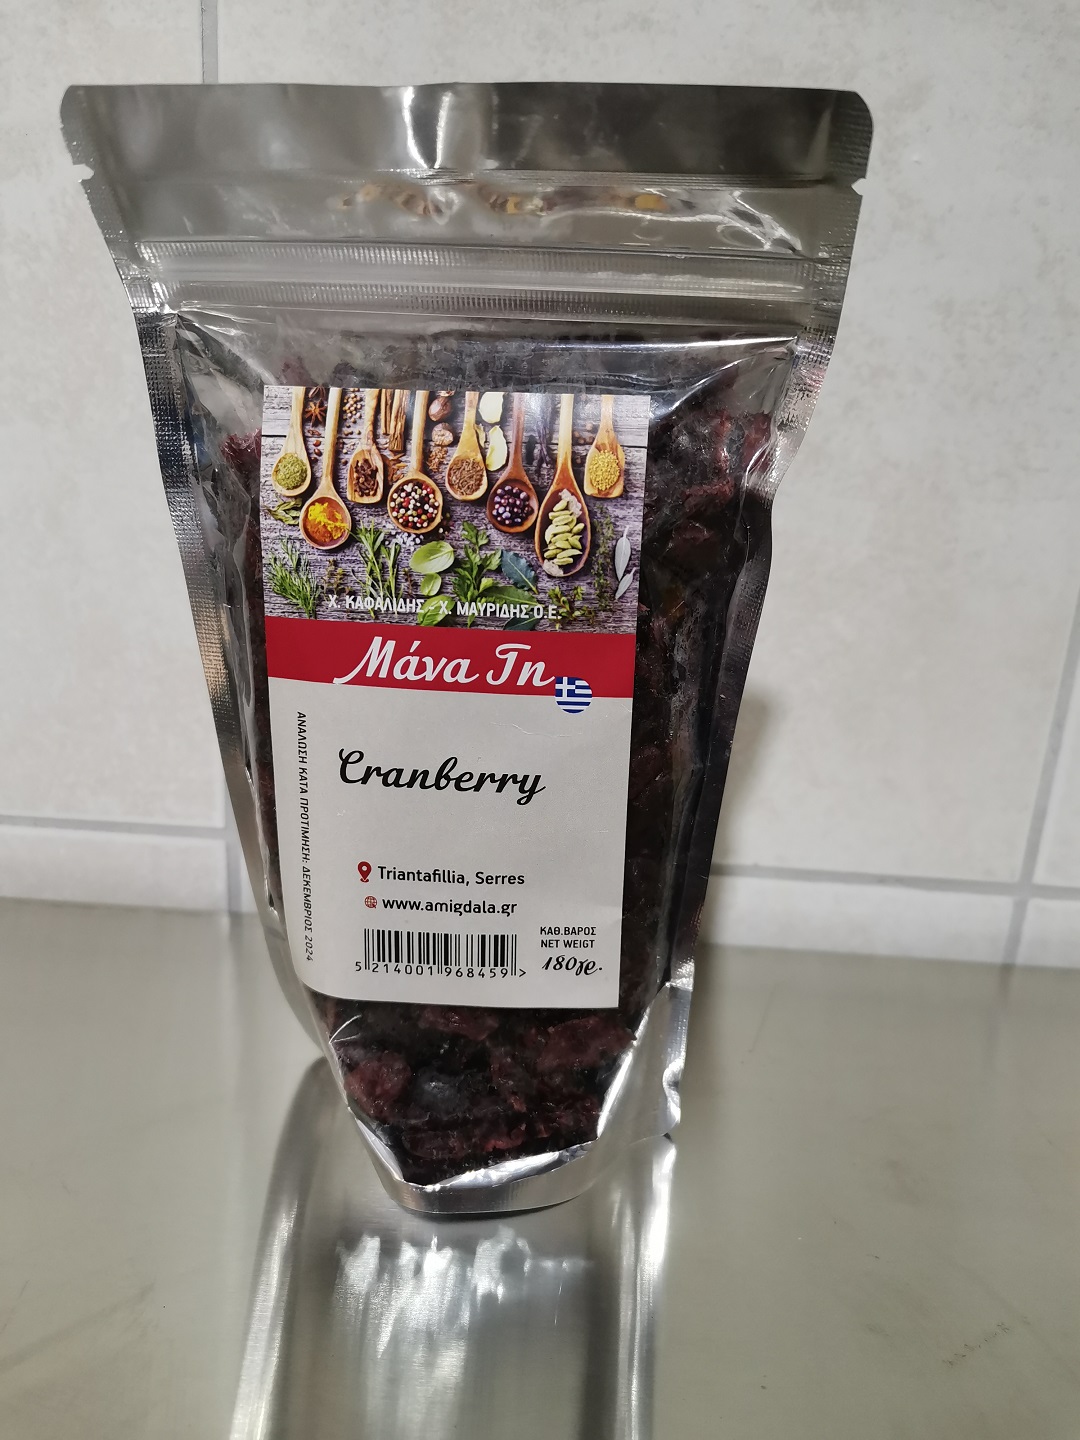 Χ. ΚΑΦΑΛΙΔΗΣ - Χ. ΜΑΥΡΙΔΗΣ Ο.Ε.
Μάνα Γη
Cranberry
ΑΝΑΛΩΣΗ ΚΑΤΑ ΠΡΟΤΙΜΗΣΗ: ΔΕΚΕΜΒΡΙΟΣ 2024
Triantafillia, Serres
www.amigdala.gr
ΚΑΘ.ΒΑΡΟΣ
NET WEIGT
180γρ.
5 214001 968459 >